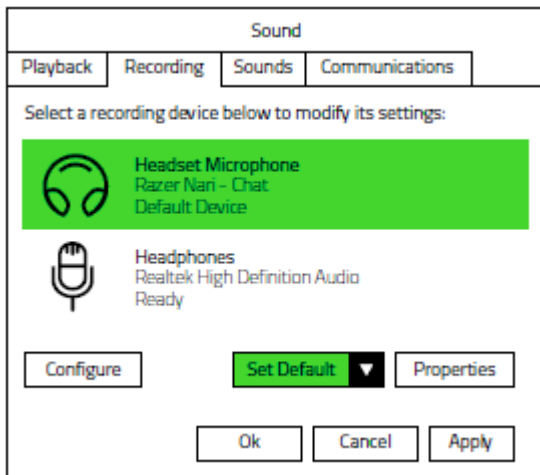 Sound
Playback Recording Sounds Communications
Select a recording device below to modify its settings:
Headset Microphone
Razer Nari - Chat
Default Device
Headphones
Realtek High Definition Audio
Ready
Configure Set Default Properties
Ok Cancel Apply